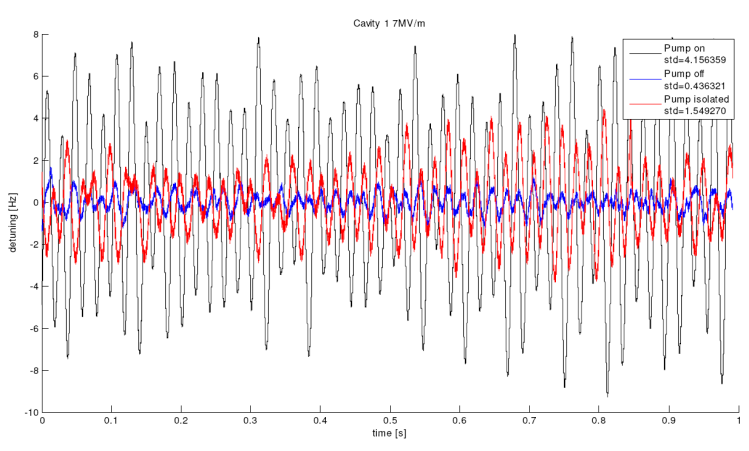 Cavity 1 7MV/m
Pump on
std=4.156359
Pump off
std=0.436321
Pump isolated
std=1.549270
detuning [Hz]
8
6
4
2
0
-2
-4
-6
-8
-10
0
0.1
0.2
0.3
0.4
0.5
0.6
0.7
0.8
0.9
1
time [s]